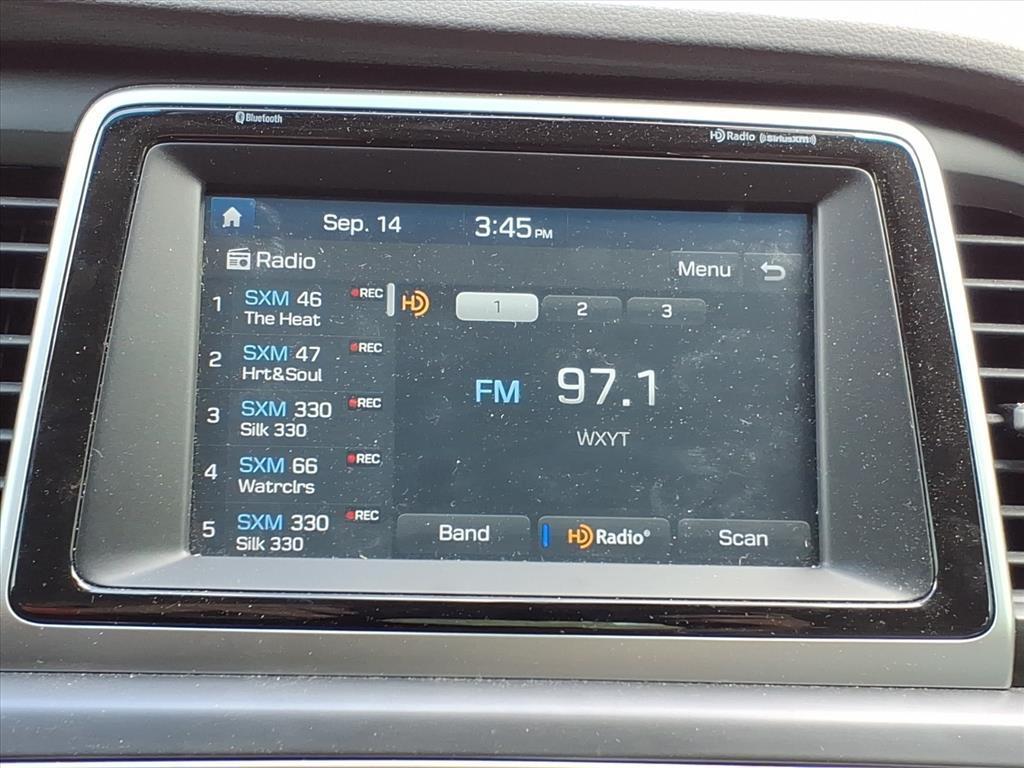 Bluetooth
HD Radio (((SiriusXM)))
Sep. 14 3:45 PM
Radio
Menu
1 SXM 46 REC
The Heat
2 SXM 47 REC
Hrt&Soul
3 SXM 330 REC
Silk 330
4 SXM 66 REC
Watrclrs
5 SXM 330 REC
Silk 330
HD 1 2 3
FM 97.1
WXYT
Band HD Radio® Scan